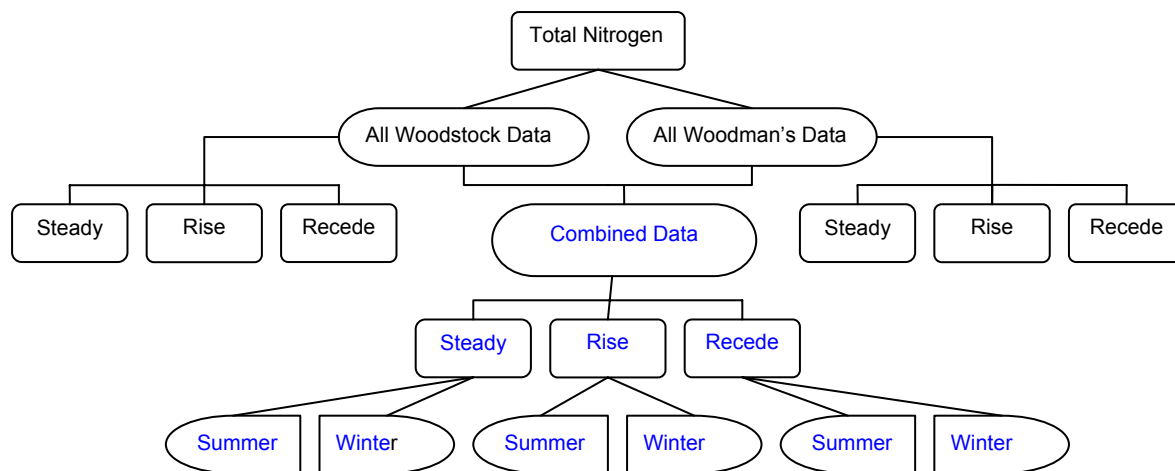 Total Nitrogen
All Woodstock Data
All Woodman's Data
Steady
Rise
Recede
Combined Data
Steady
Rise
Recede
Steady
Rise
Recede
Summer
Winter
Summer
Winter
Summer
Winter